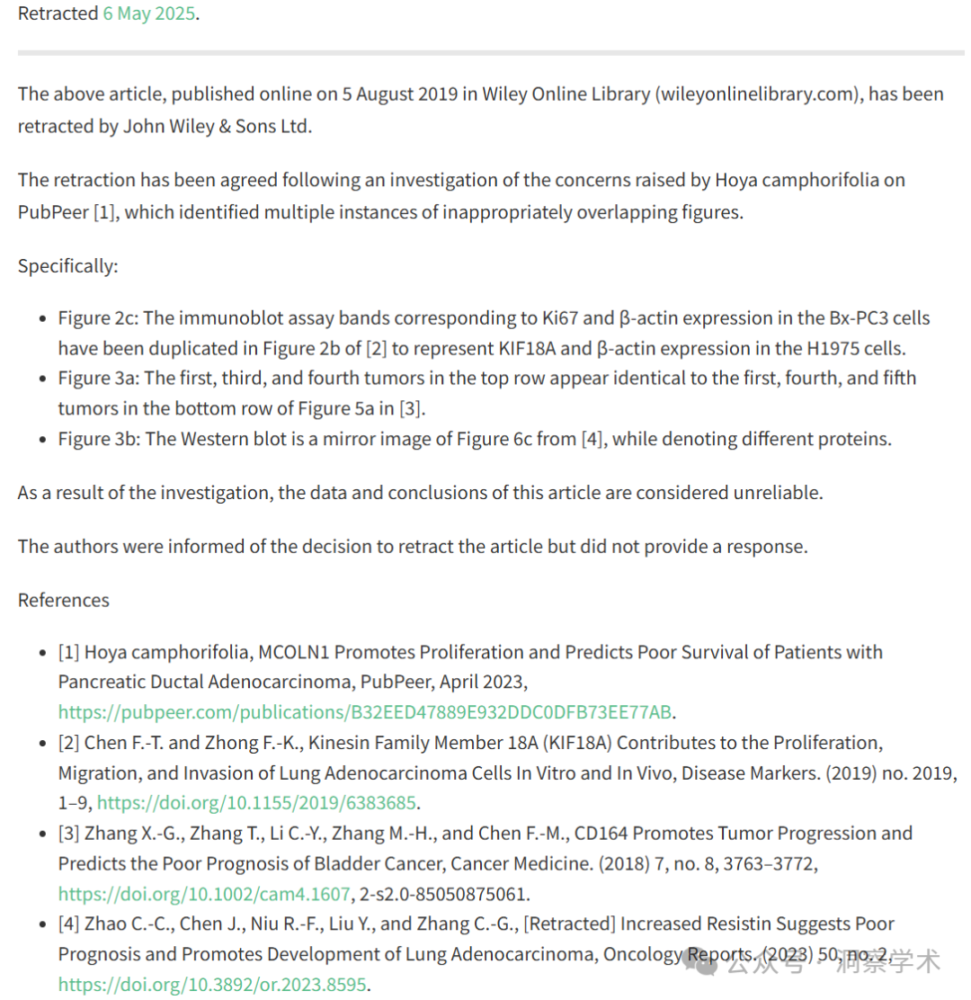 Retracted 6 May 2025.
The above article, published online on 5 August 2019 in Wiley Online Library (wileyonlinelibrary.com), has been
retracted by John Wiley & Sons Ltd.
The retraction has been agreed following an investigation of the concerns raised by Hoya camphorifolia on
PubPeer [1], which identified multiple instances of inappropriately overlapping figures.
Specifically:
• Figure 2c: The immunoblot assay bands corresponding to Ki67 and β-actin expression in the Bx-PC3 cells
have been duplicated in Figure 2b of [2] to represent KIF18A and β-actin expression in the H1975 cells.
• Figure 3a: The first, third, and fourth tumors in the top row appear identical to the first, fourth, and fifth
tumors in the bottom row of Figure 5a in [3].
• Figure 3b: The Western blot is a mirror image of Figure 6c from [4], while denoting different proteins.
As a result of the investigation, the data and conclusions of this article are considered unreliable.
The authors were informed of the decision to retract the article but did not provide a response.
References
• [1] Hoya camphorifolia, MCOLN1 Promotes Proliferation and Predicts Poor Survival of Patients with
Pancreatic Ductal Adenocarcinoma, PubPeer, April 2023,
https://pubpeer.com/publications/B32EED47889E932DDC0DFB73EE77AB.
• [2] Chen F.-T. and Zhong F.-K., Kinesin Family Member 18A (KIF18A) Contributes to the Proliferation,
Migration, and Invasion of Lung Adenocarcinoma Cells In Vitro and In Vivo, Disease Markers. (2019) no. 2019,
1–9, https://doi.org/10.1155/2019/6383685.
• [3] Zhang X.-G., Zhang T., Li C.-Y., Zhang M.-H., and Chen F.-M., CD164 Promotes Tumor Progression and
Predicts the Poor Prognosis of Bladder Cancer, Cancer Medicine. (2018) 7, no. 8, 3763–3772,
https://doi.org/10.1002/cam4.1607, 2-s2.0-85050875061.
• [4] Zhao C.-C., Chen J., Niu R.-F., Liu Y., and Zhang C.-G., [Retracted] Increased Resistin Suggests Poor
Prognosis and Promotes Development of Lung Adenocarcinoma, Oncology Reports. (2023) 50, no. 2,
公众号 · 洞察学术
https://doi.org/10.3892/or.2023.8595.